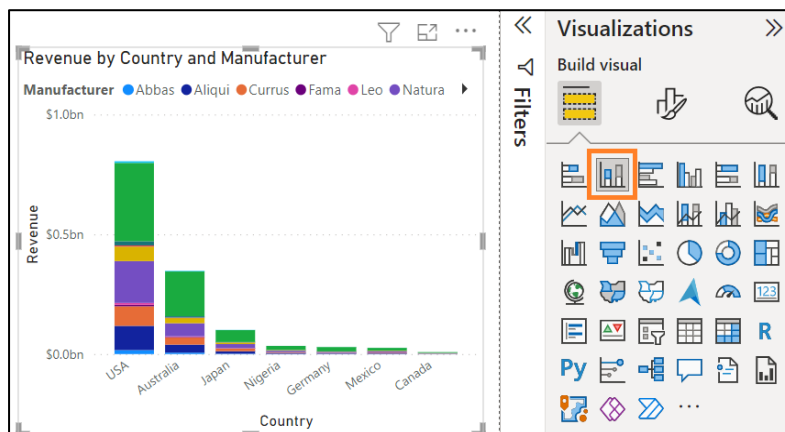 Revenue by Country and Manufacturer
Manufacturer Abbas Aliqui Currus Fama Leo Natura
$1.0bn
$0.5bn
$0.0bn
Revenue
USA
Australia
Japan
Nigeria
Germany
Mexico
Canada
Country
Filters
Visualizations
Build visual
123
R
Py